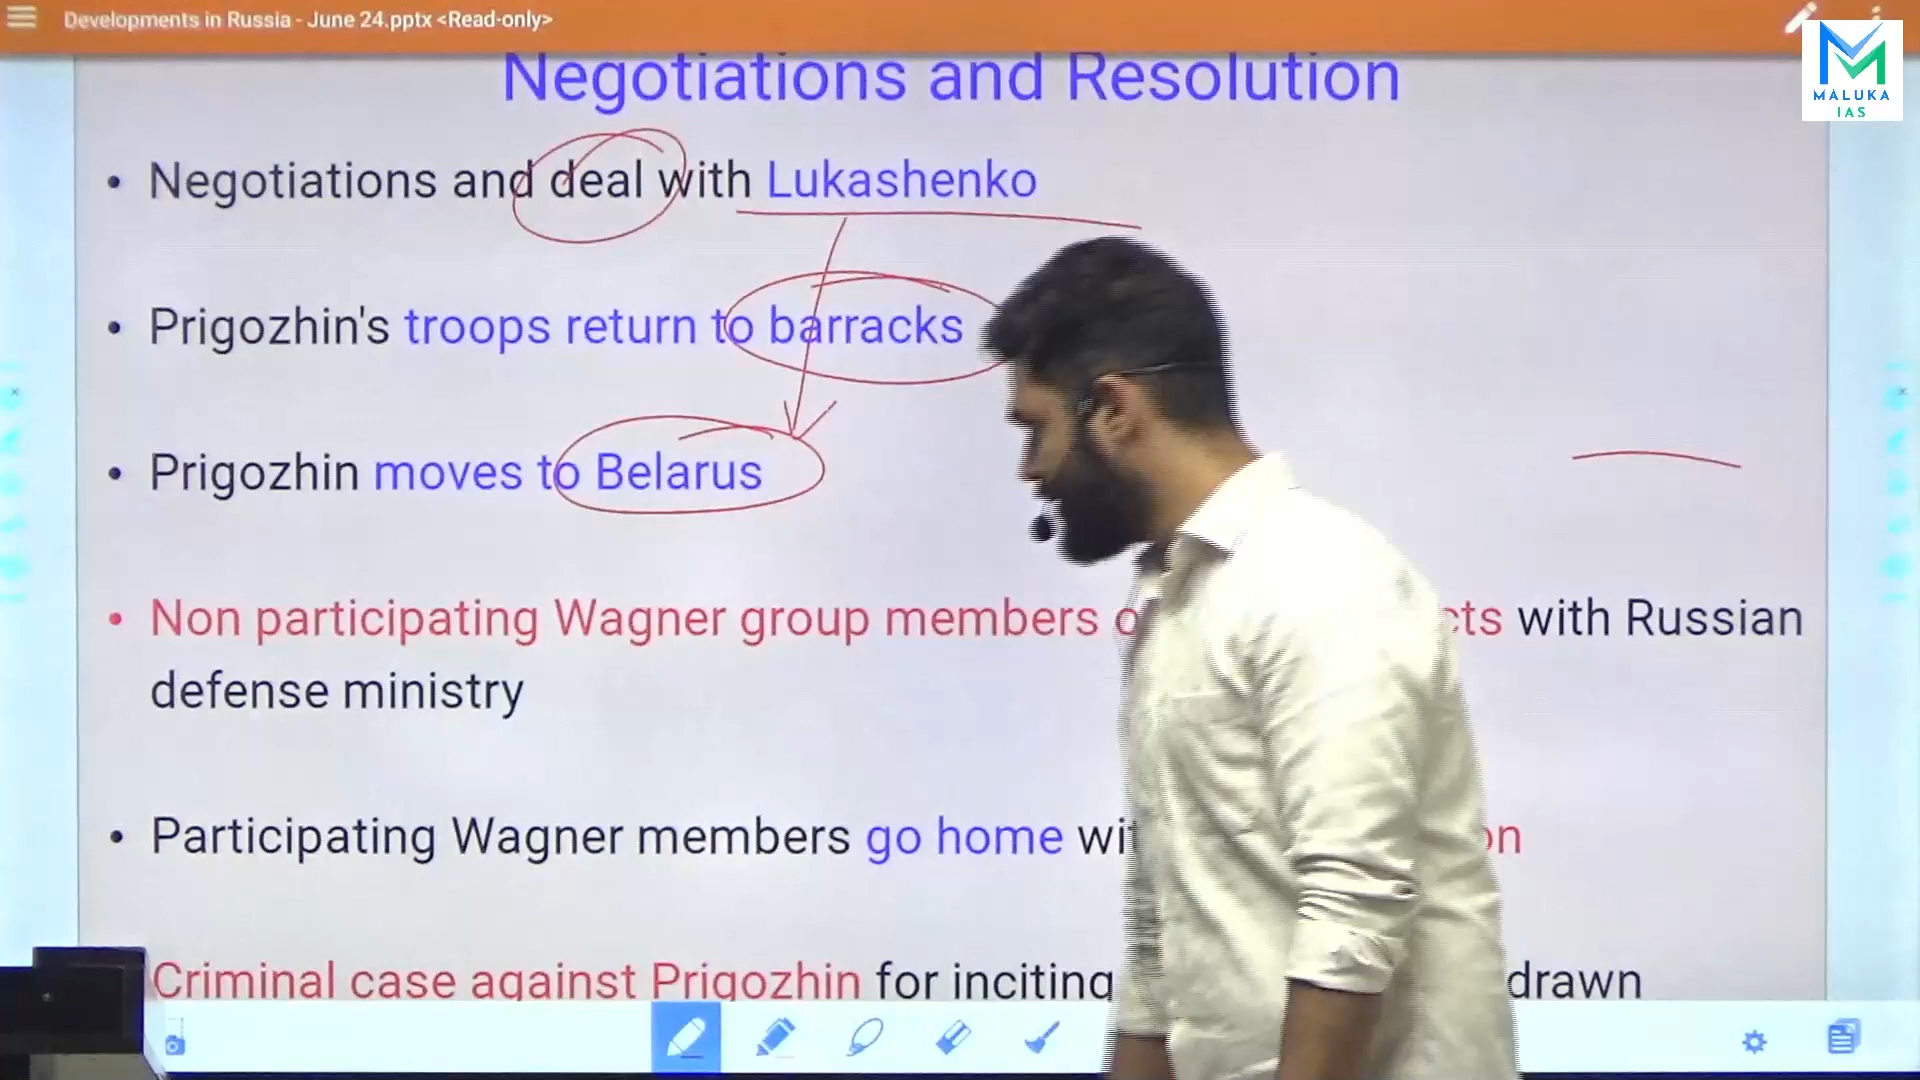 Developments in Russia - June 24.pptx <Read-only>
MALUKA
IAS
Negotiations and Resolution
• Negotiations and deal with Lukashenko
• Prigozhin's troops return to barracks
• Prigozhin moves to Belarus
• Non participating Wagner group members with Russian
defense ministry
• Participating Wagner members go home
Criminal case against Prigozhin for inciting